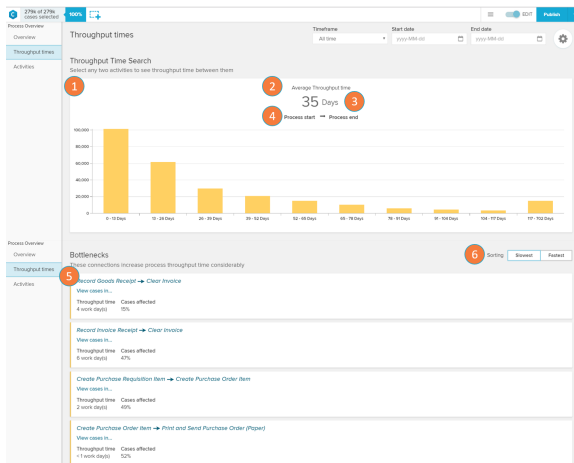 279k of 279k
cases selected
100%
EDIT
Publish
Process Overview
Overview
Throughput times
Activities
Throughput times
Timeframe
All time
Start date
yyyy-MM-dd
End date
yyyy-MM-dd
Throughput Time Search
Select any two activities to see throughput time between them
1
2
Average Throughput time
35 Days
3
4
Process start → Process end
100,000
80,000
60,000
40,000
20,000
0
0 - 13 Days
13 - 26 Days
26 - 39 Days
39 - 52 Days
52 - 65 Days
65 - 78 Days
78 - 91 Days
91 - 104 Days
104 - 117 Days
117 - 702 Days
Process Overview
Overview
Throughput times
Activities
5
Bottlenecks
These connections increase process throughput time considerably
6
Sorting
Slowest
Fastest
Record Goods Receipt → Clear Invoice
View cases in...
Throughput time Cases affected
4 work day(s) 15%
Record Invoice Receipt → Clear Invoice
View cases in...
Throughput time Cases affected
6 work day(s) 47%
Create Purchase Requisition Item → Create Purchase Order Item
View cases in...
Throughput time Cases affected
2 work day(s) 49%
Create Purchase Order Item → Print and Send Purchase Order (Paper)
View cases in...
Throughput time Cases affected
< 1 work day(s) 52%